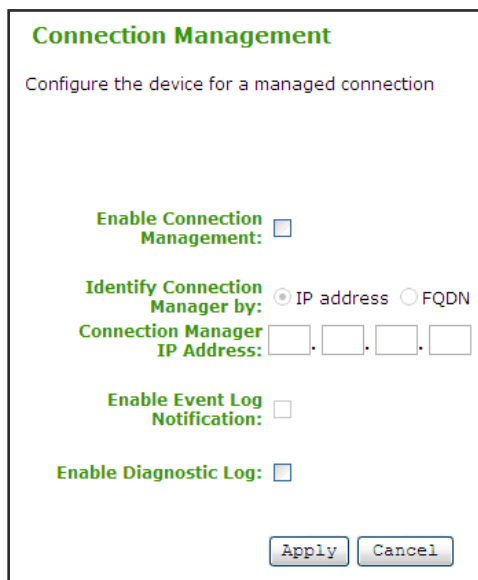 Connection Management
Configure the device for a managed connection
Enable Connection
Management:
Identify Connection
Manager by:
IP address FQDN
Connection Manager
IP Address:
. . .
Enable Event Log
Notification:
Enable Diagnostic Log:
Apply Cancel